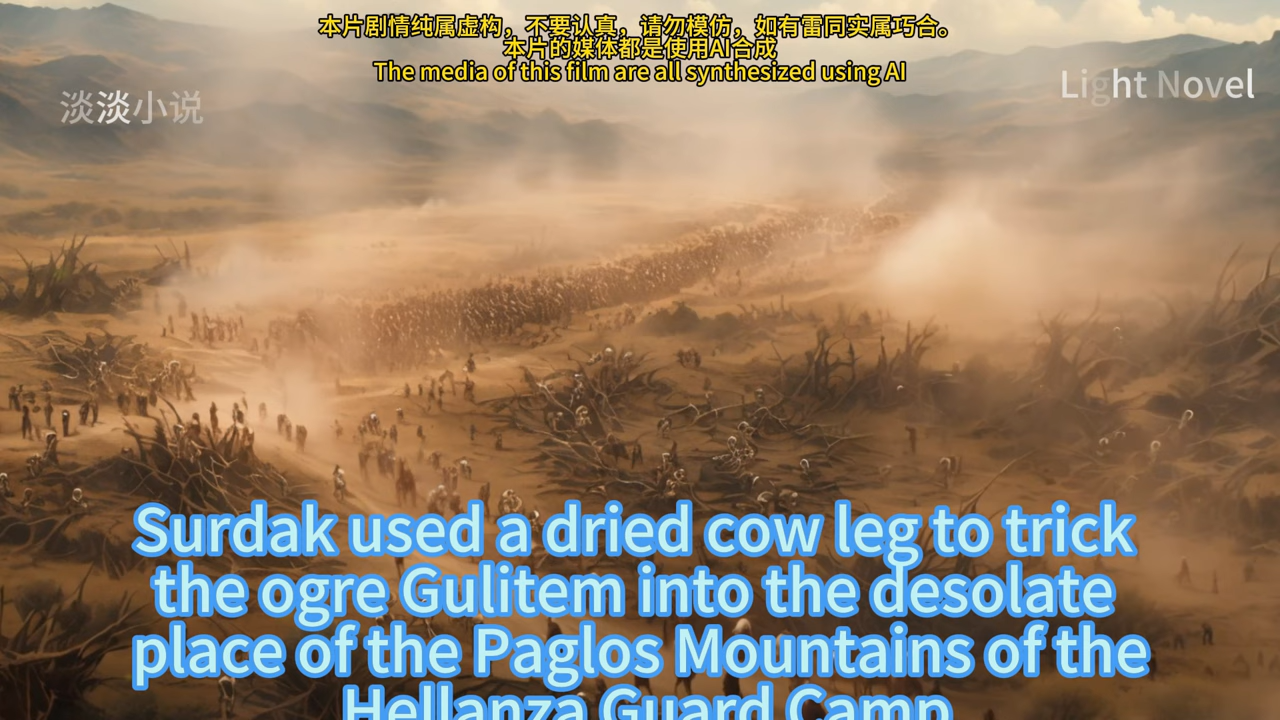 本片剧情纯属虚构，不要认真，请勿模仿，如有雷同实属巧合。
本片的媒体都是使用AI合成
The media of this film are all synthesized using AI
淡淡小说
Light Novel
Surdak used a dried cow leg to trick
the ogre Gulitem into the desolate
place of the Paglos Mountains of the
Hellanza Guard Camp